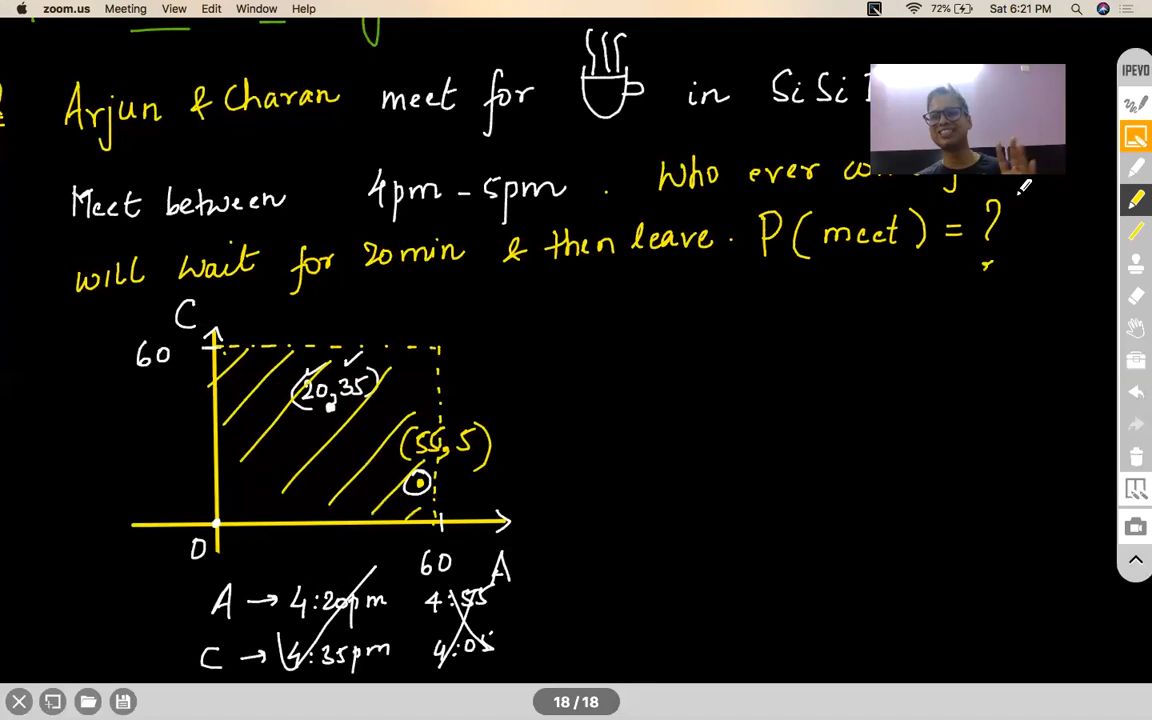 zoom.us Meeting View Edit Window Help
72% Sat 6:21 PM
Arjun & Charan meet for in SiSi
Meet between 4pm - 5pm . Who ever
will wait for 20min & then leave. P(meet) = ?
IPEVO
C
60
(20,35)
(55,5)
0
60
A
A → 4:20pm 4:55
C → 4:35pm 4:05
18 / 18